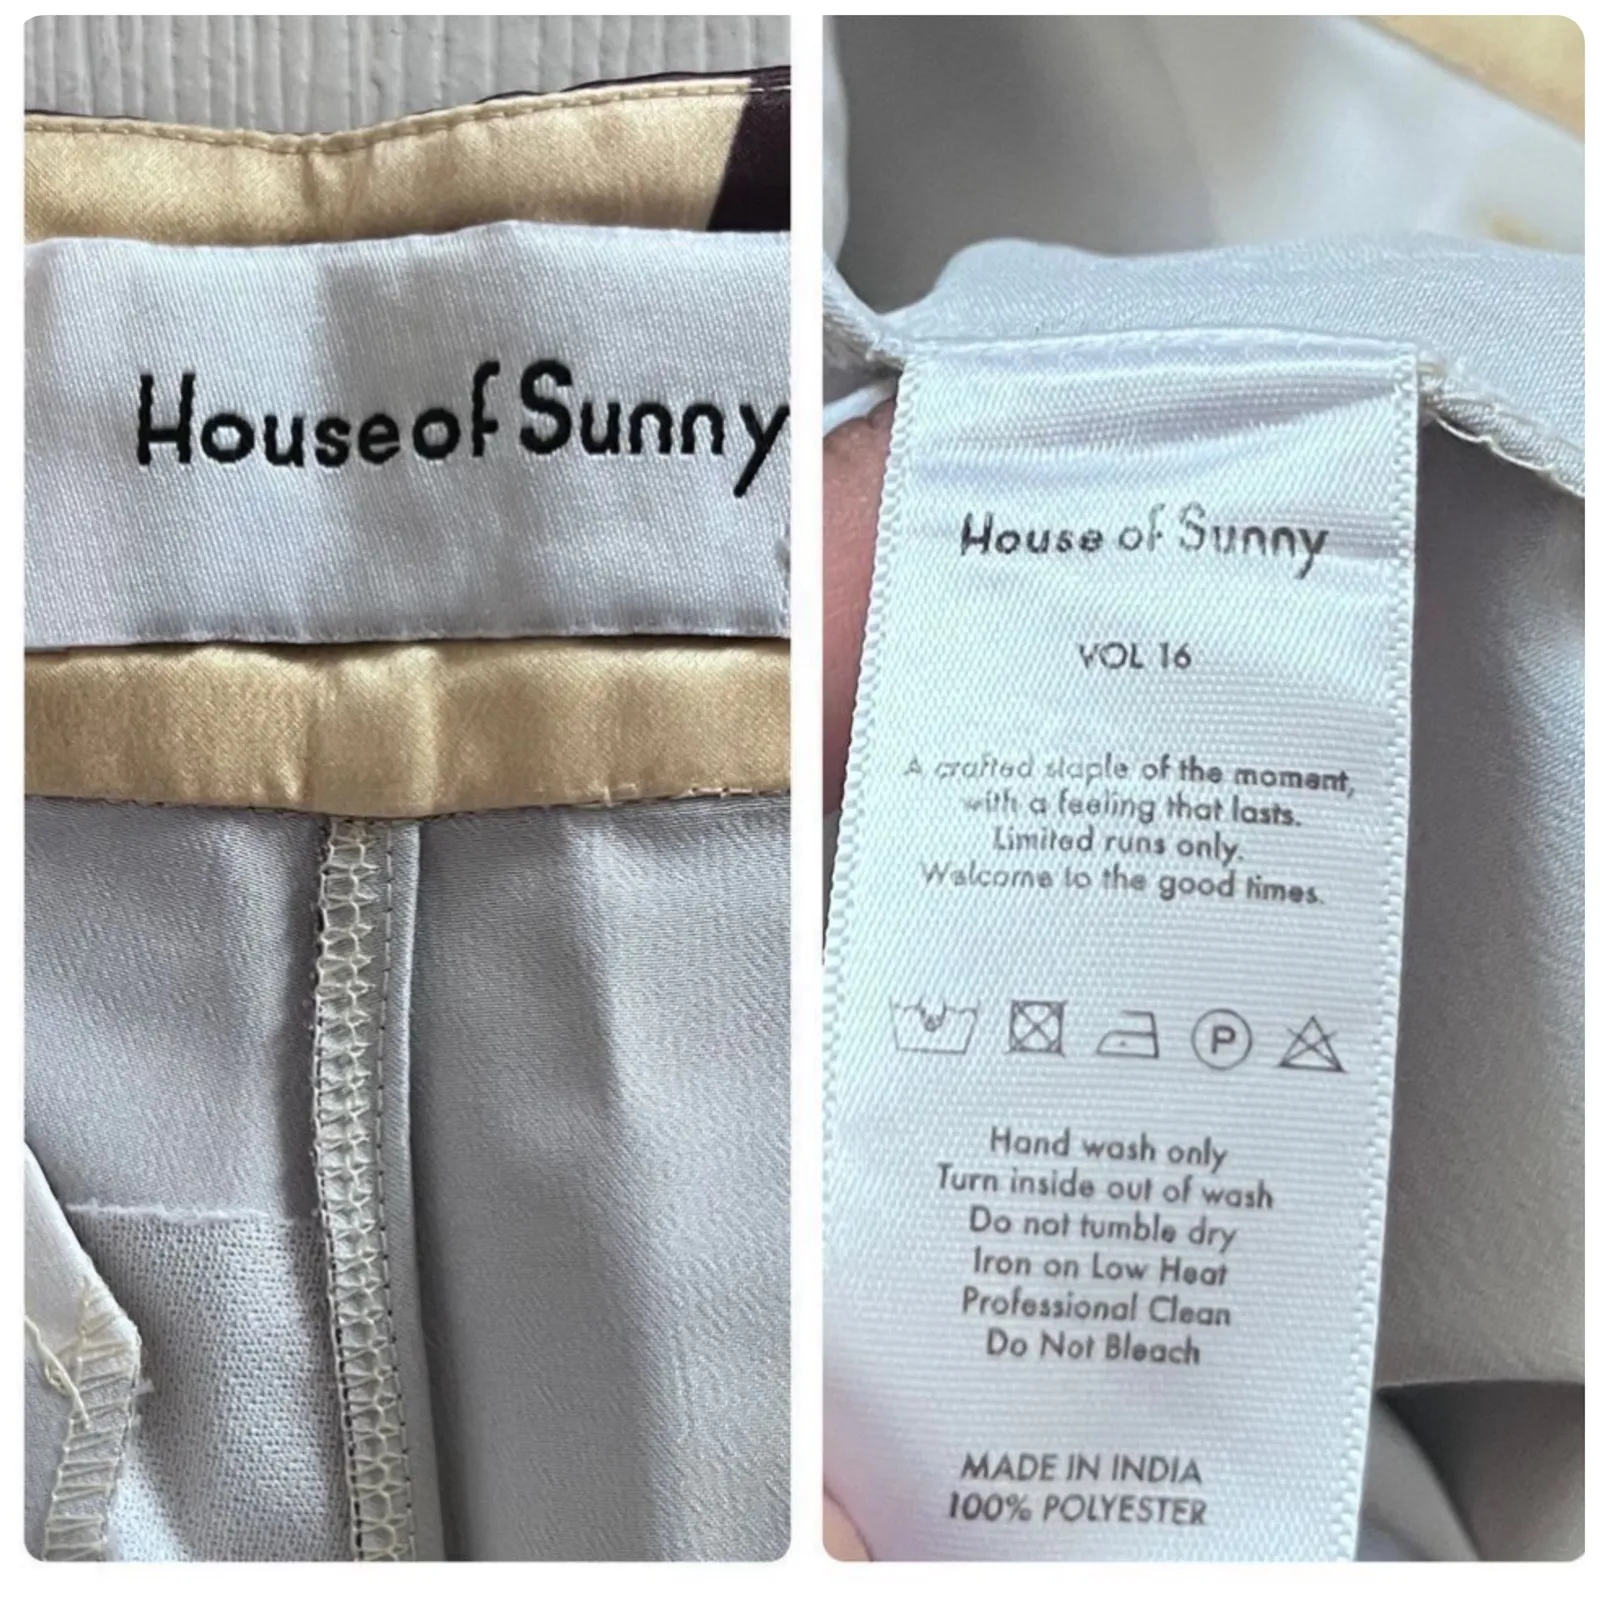 House of Sunny
House of Sunny
VOL 16
A crafted staple of the moment,
with a feeling that lasts.
Limited runs only.
Welcome to the good times.
P
Hand wash only
Turn inside out of wash
Do not tumble dry
Iron on Low Heat
Professional Clean
Do Not Bleach
MADE IN INDIA
100% POLYESTER